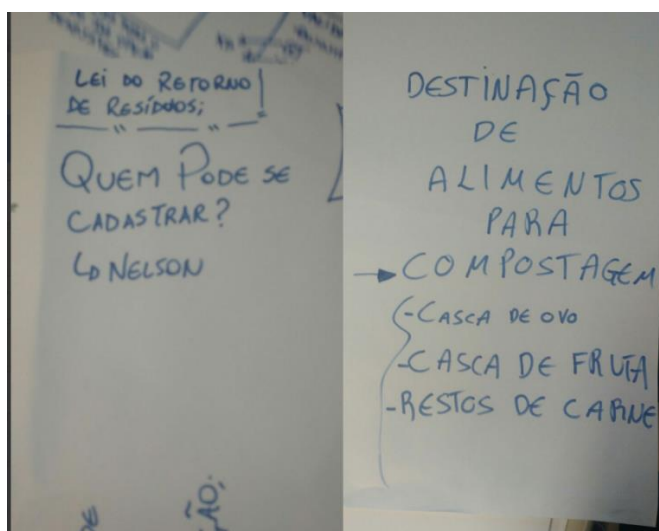 LEI DO RETORNO
DE RESÍDUOS;
QUEM PODE SE
CADASTRAR?
↳ NELSON
DESTINAÇÃO
DE
ALIMENTOS
PARA
→ COMPOSTAGEM
- CASCA DE OVO
- CASCA DE FRUTA
- RESTOS DE CARNE